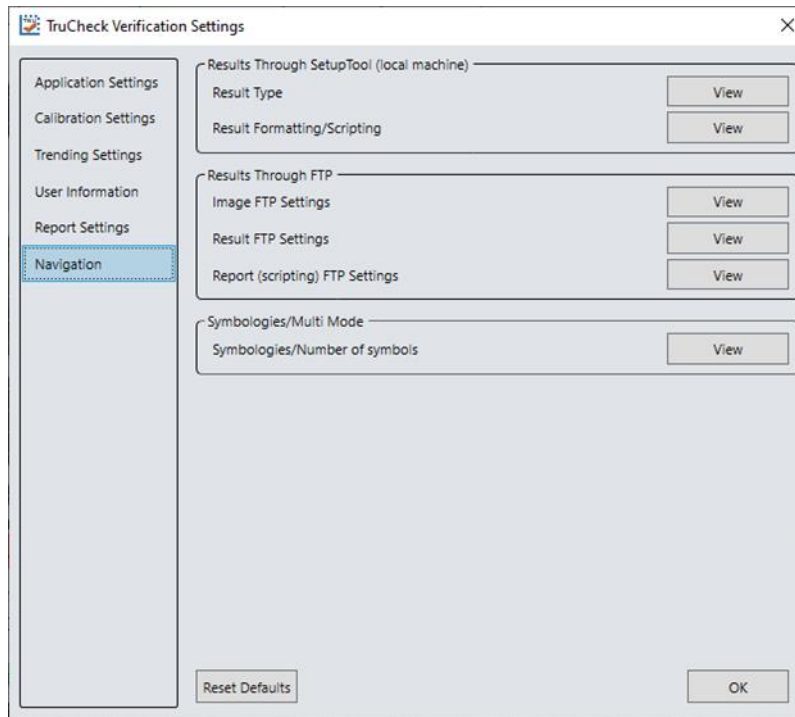 TruCheck Verification Settings
Application Settings
Calibration Settings
Trending Settings
User Information
Report Settings
Navigation
Results Through SetupTool (local machine)
Result Type View
Result Formatting/Scripting View
Results Through FTP
Image FTP Settings View
Result FTP Settings View
Report (scripting) FTP Settings View
Symbologies/Multi Mode
Symbologies/Number of symbols View
Reset Defaults OK